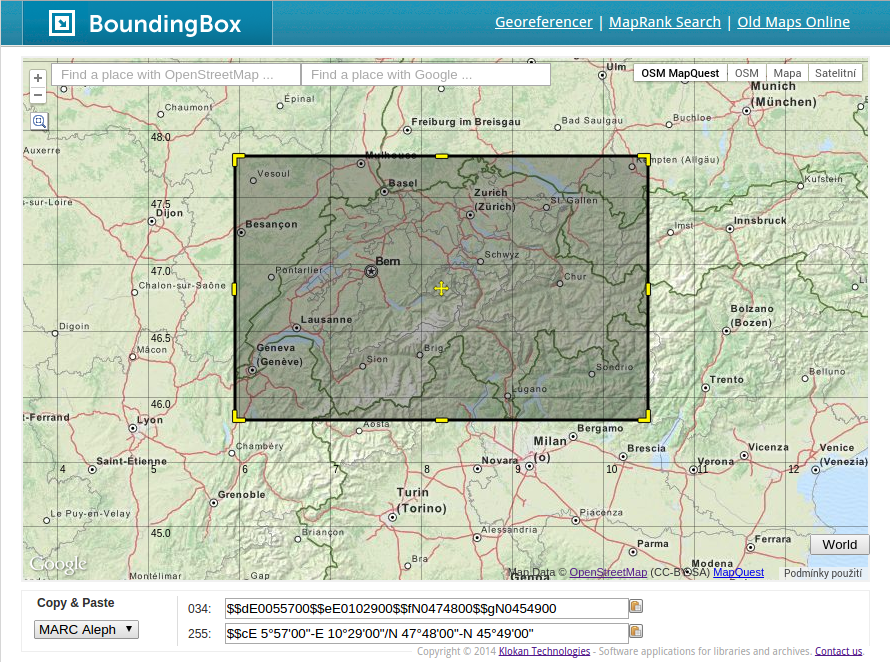 BoundingBox
Georeferencer | MapRank Search | Old Maps Online
Find a place with OpenStreetMap ...
Find a place with Google ...
OSM MapQuest
OSM
Mapa
Satelitní
+
−
Ulm
Munich
(München)
Épinal
Chaumont
Freiburg im Breisgau
Bad Saulgau
Buchloe
48.0
Auxerre
Mulhouse
Kempten (Allgäu)
Vesoul
Basel
Kufstein
47.5
Zurich
(Zürich)
St. Gallen
s-sur-Loire
Dijon
Besançon
Imst
Innsbruck
Bern
Schwyz
47.0
Pontarlier
Chur
Chalon-sur-Saône
Bolzano
(Bozen)
Lausanne
Digoin
46.5
Geneva
(Genève)
Mâcon
Sion
Brig
Sondrio
Belluno
Trento
Lugano
46.0
t-Ferrand
Lyon
Aosta
Bergamo
Milan
(o)
Chambéry
Brescia
Vicenza
Venice
(Venezia)
Saint-Étienne
Novara
Verona
4
5
6
7
8
9
10
11
12
Grenoble
Turin
(Torino)
Le Puy-en-Velay
Piacenza
Alessandria
45.0
Briançon
Parma
Ferrara
World
Bra
Modena
Google
Montélimar
Gap
Genoa
Map Data © OpenStreetMap (CC-BY-SA) MapQuest
Podmínky použití
Copy & Paste
034:
$$dE0055700$$eE0102900$$fN0474800$$gN0454900
MARC Aleph
255:
$$cE 5°57'00"-E 10°29'00"/N 47°48'00"-N 45°49'00"
Copyright © 2014 Klokan Technologies - Software applications for libraries and archives. Contact us